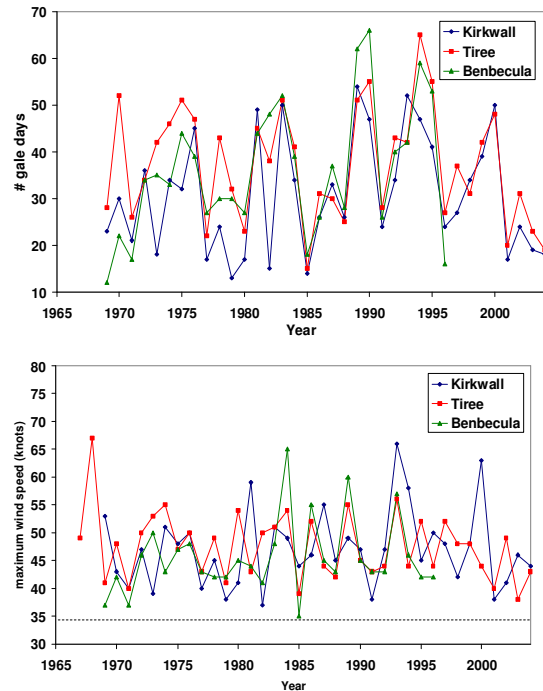 70
60
50
40
30
20
10
# gale days
Kirkwall
Tiree
Benbecula
1965 1970 1975 1980 1985 1990 1995 2000
Year
80
75
70
65
60
55
50
45
40
35
30
maximum wind speed (knots)
Kirkwall
Tiree
Benbecula
1965 1970 1975 1980 1985 1990 1995 2000
Year